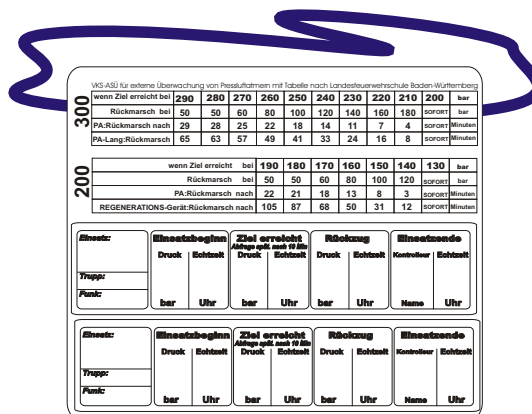 VKS-ASÜ für externe Überwachung von Pressluftatmern mit Tabelle nach Landesfeuerwehrschule Baden-Württemberg
300
wenn Ziel erreicht bei 290 280 270 260 250 240 230 220 210 200 bar
Rückmarsch bei 50 50 60 80 100 120 140 160 180 SOFORT bar
PA:Rückmarsch nach 29 28 25 22 18 14 11 7 4 SOFORT Minuten
PA-Lang:Rückmarsch 65 63 57 49 41 33 24 16 8 SOFORT Minuten
200
wenn Ziel erreicht bei 190 180 170 160 150 140 130 bar
Rückmarsch bei 50 50 60 80 100 120 SOFORT bar
PA:Rückmarsch nach 22 21 18 13 8 3 SOFORT Minuten
REGENERATIONS-Gerät:Rückmarsch nach 105 87 68 50 31 12 SOFORT Minuten
Einsatz: Einsatzbeginn Ziel erreicht Rückzug Einsatzende
Abfrage spät. nach 10 Min
Druck Echtzeit Druck Echtzeit Druck Echtzeit Kontrolleur Echtzeit
Trupp:
Funk:
bar Uhr bar Uhr bar Uhr Name Uhr
Einsatz: Einsatzbeginn Ziel erreicht Rückzug Einsatzende
Abfrage spät. nach 10 Min
Druck Echtzeit Druck Echtzeit Druck Echtzeit Kontrolleur Echtzeit
Trupp:
Funk:
bar Uhr bar Uhr bar Uhr Name Uhr